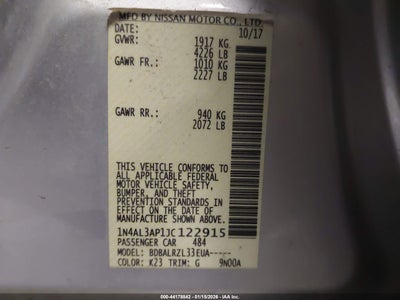 MFD BY NISSAN MOTOR CO., LTD.
DATE: 10/17
GVWR: 1917 KG
4226 LB
GAWR FR.: 1010 KG
2227 LB
GAWR RR.: 940 KG
2072 LB
THIS VEHICLE CONFORMS TO
ALL APPLICABLE FEDERAL
MOTOR VEHICLE SAFETY,
BUMPER, AND THEFT
PREVENTION STANDARDS IN
EFFECT ON THE DATE OF
MANUFACTURE SHOWN ABOVE.
1N4AL3AP1JC122915
PASSENGER CAR 484
MODEL: BDBALRZL33EUA-----
COLOR: K23 TRIM: G 9N00A
© 44178842 - 01/15/2026 - IAA Holdings, LLC